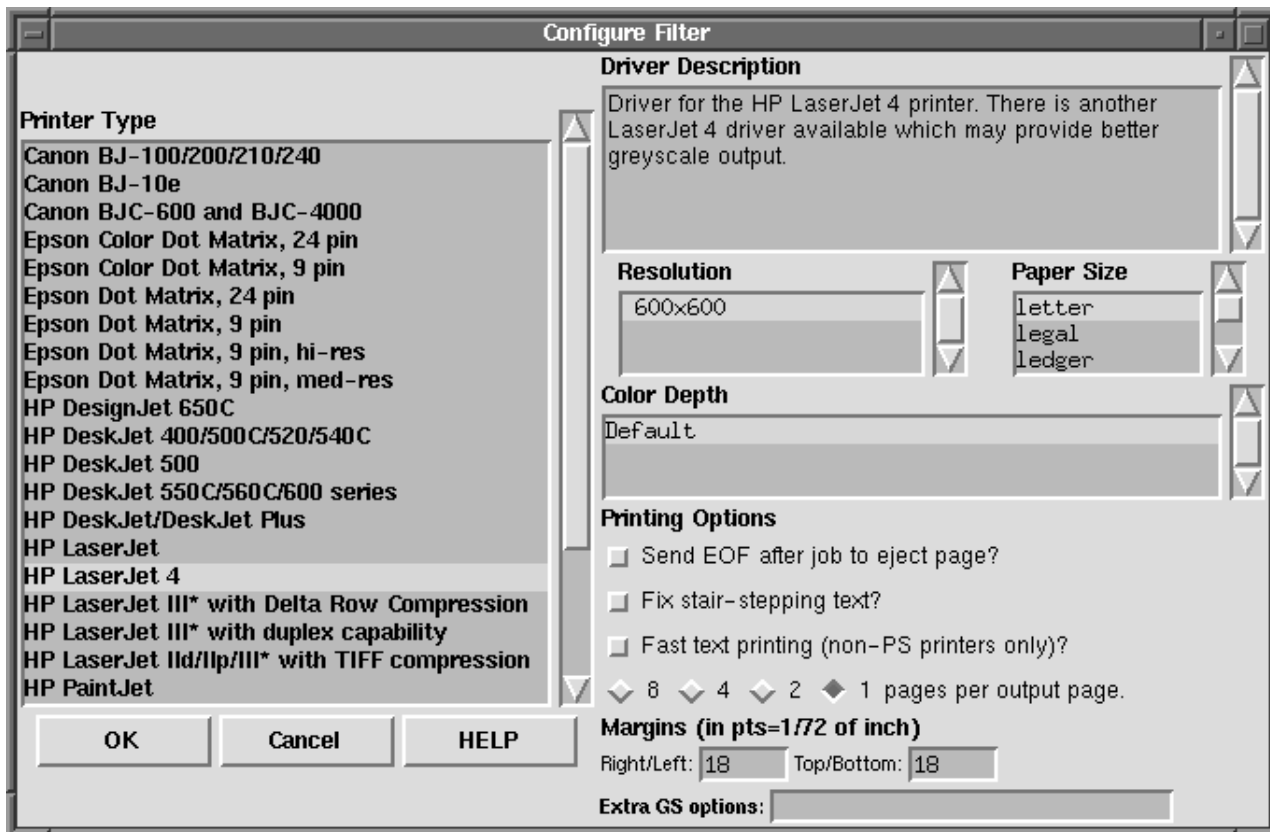 Configure Filter
Printer Type
Canon BJ-100/200/210/240
Canon BJ-10e
Canon BJC-600 and BJC-4000
Epson Color Dot Matrix, 24 pin
Epson Color Dot Matrix, 9 pin
Epson Dot Matrix, 24 pin
Epson Dot Matrix, 9 pin
Epson Dot Matrix, 9 pin, hi-res
Epson Dot Matrix, 9 pin, med-res
HP DesignJet 650C
HP DeskJet 400/500C/520/540C
HP DeskJet 500
HP DeskJet 550C/560C/600 series
HP DeskJet/DeskJet Plus
HP LaserJet
HP LaserJet 4
HP LaserJet III* with Delta Row Compression
HP LaserJet III* with duplex capability
HP LaserJet IId/IIp/III* with TIFF compression
HP PaintJet
OK Cancel HELP
Driver Description
Driver for the HP LaserJet 4 printer. There is another
LaserJet 4 driver available which may provide better
greyscale output.
Resolution
600x600
Paper Size
letter
legal
ledger
Color Depth
Default
Printing Options
Send EOF after job to eject page?
Fix stair-stepping text?
Fast text printing (non-PS printers only)?
8 4 2 1 pages per output page.
Margins (in pts=1/72 of inch)
Right/Left: 18 Top/Bottom: 18
Extra GS options: